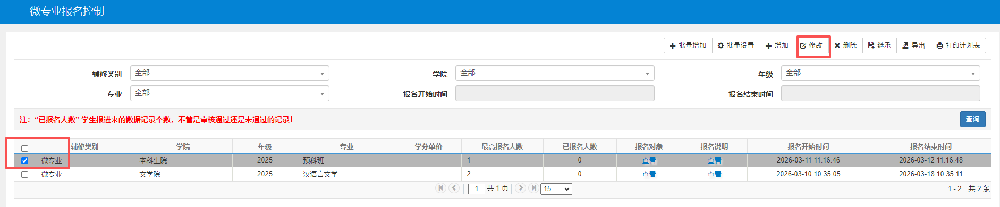 微专业报名控制
批量增加 批量设置 增加 修改 删除 继承 导出 打印计划表
辅修类别 全部 学院 全部 年级 全部
专业 全部 报名开始时间 报名结束时间
注：“已报名人数” 学生报进来的数据记录个数，不管是审核通过还是未通过的记录！ 查询
辅修类别 学院 年级 专业 学分单价 最高报名人数 已报名人数 报名对象 报名说明 报名开始时间 报名结束时间
微专业 本科生院 2025 预科班 1 0 查看 查看 2026-03-11 11:16:46 2026-03-12 11:16:48
微专业 文学院 2025 汉语言文学 2 0 查看 查看 2026-03-10 10:35:05 2026-03-18 10:35:11
1 共 1 页 15 1 - 2 共 2 条